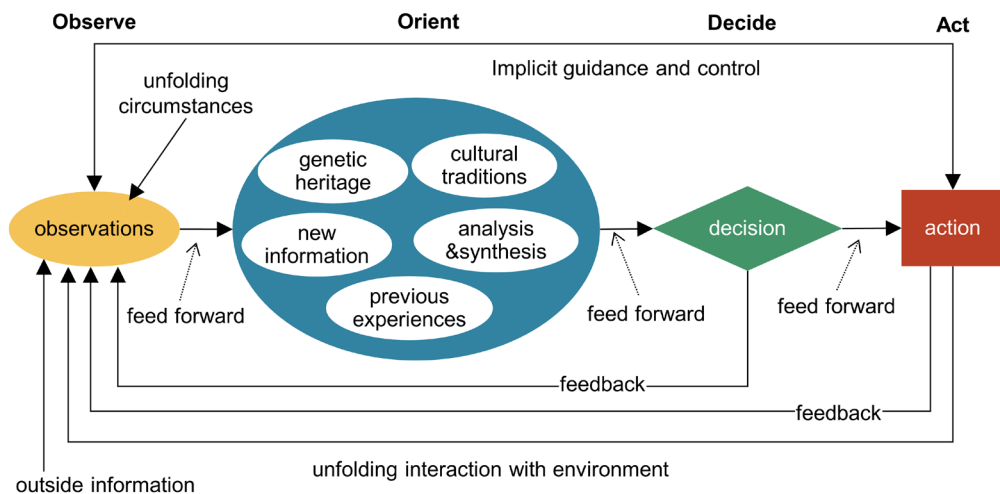 Observe
Orient
Decide
Act
Implicit guidance and control
unfolding
circumstances
genetic
heritage
cultural
traditions
observations
new
information
analysis
&synthesis
decision
action
previous
experiences
feed forward
feed forward
feed forward
feedback
feedback
unfolding interaction with environment
outside information